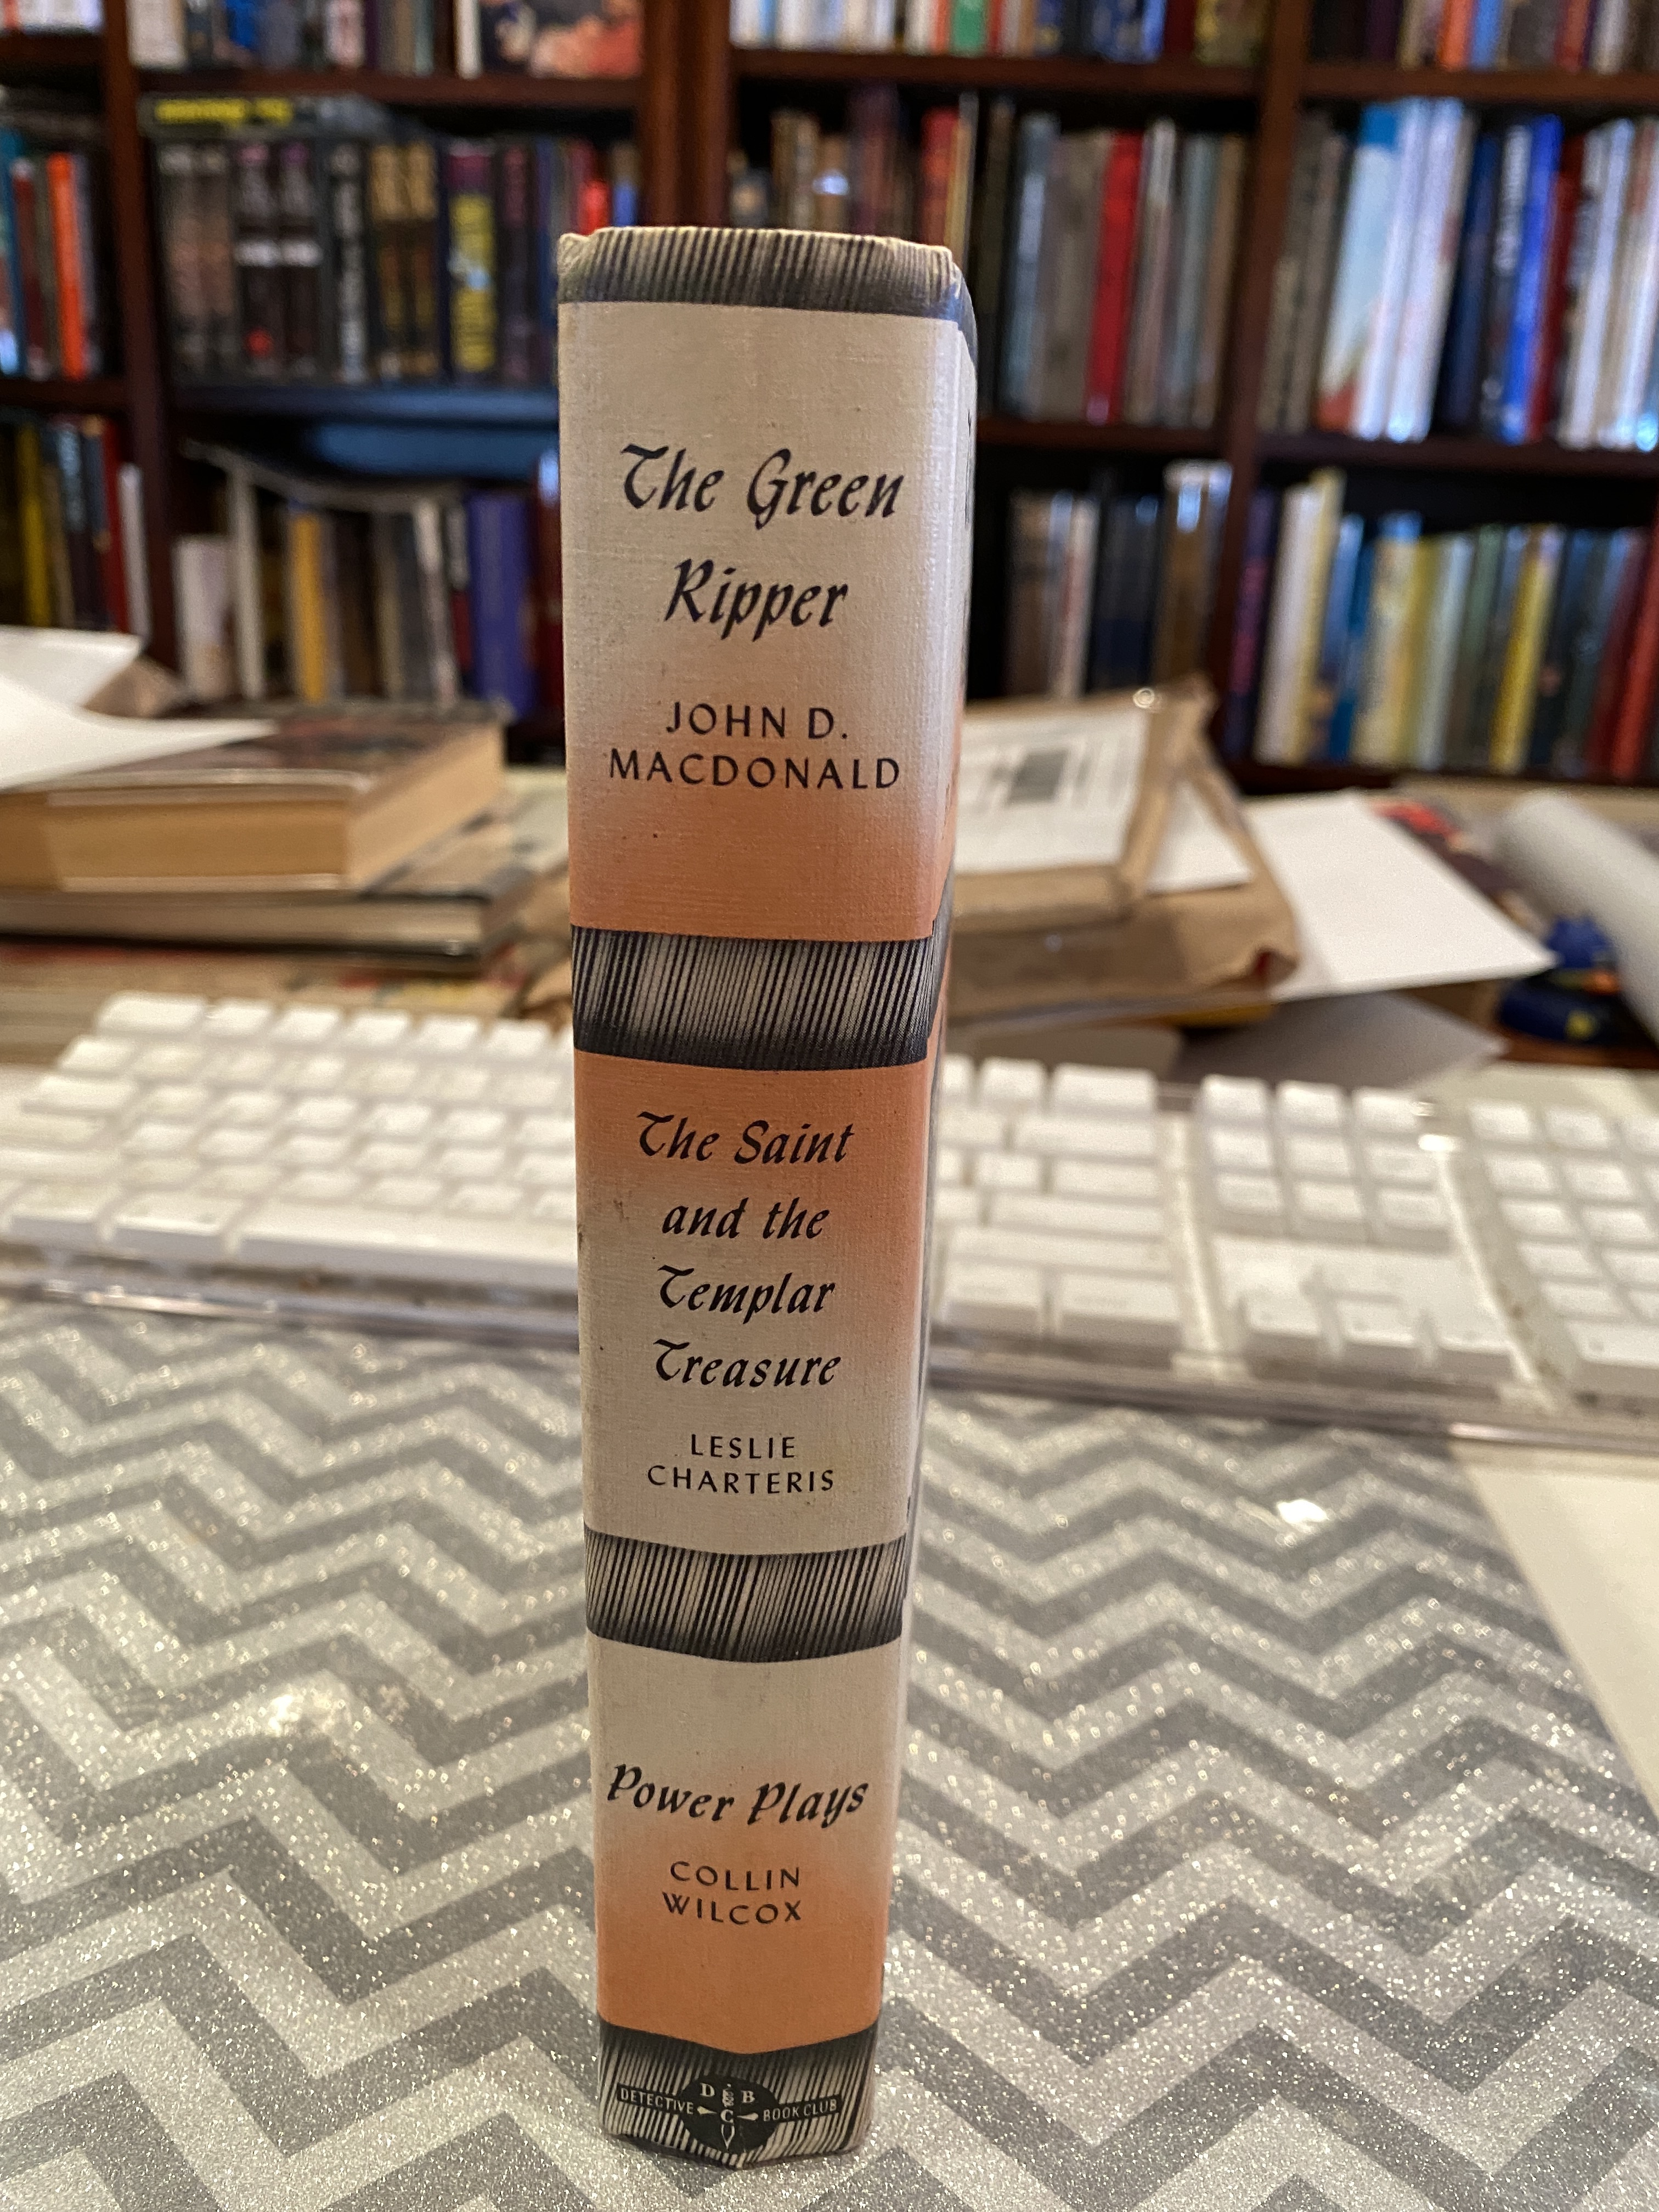 The Green
Ripper
JOHN D.
MACDONALD
The Saint
and the
Templar
Treasure
LESLIE
CHARTERIS
Power Plays
COLLIN
WILCOX
D B
C
DETECTIVE BOOK CLUB